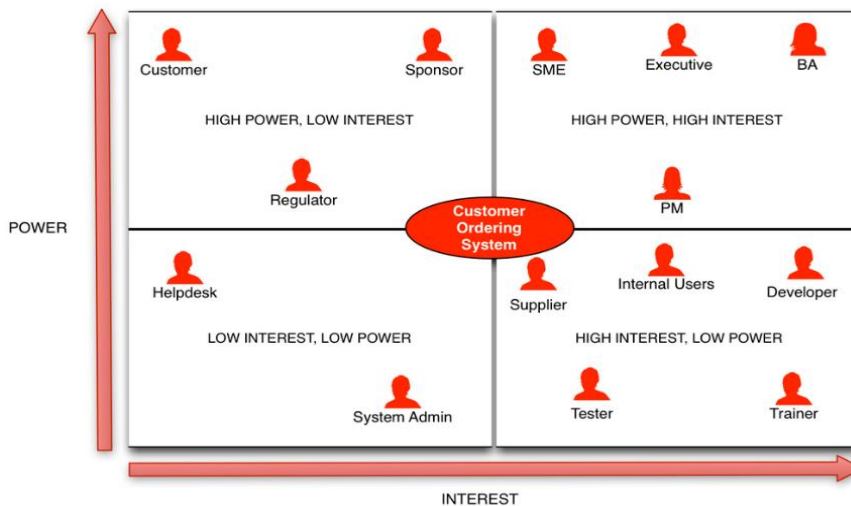 Customer
Sponsor
SME
Executive
BA
HIGH POWER, LOW INTEREST
HIGH POWER, HIGH INTEREST
Regulator
PM
POWER
Customer
Ordering
System
Helpdesk
Supplier
Internal Users
Developer
LOW INTEREST, LOW POWER
HIGH INTEREST, LOW POWER
System Admin
Tester
Trainer
INTEREST